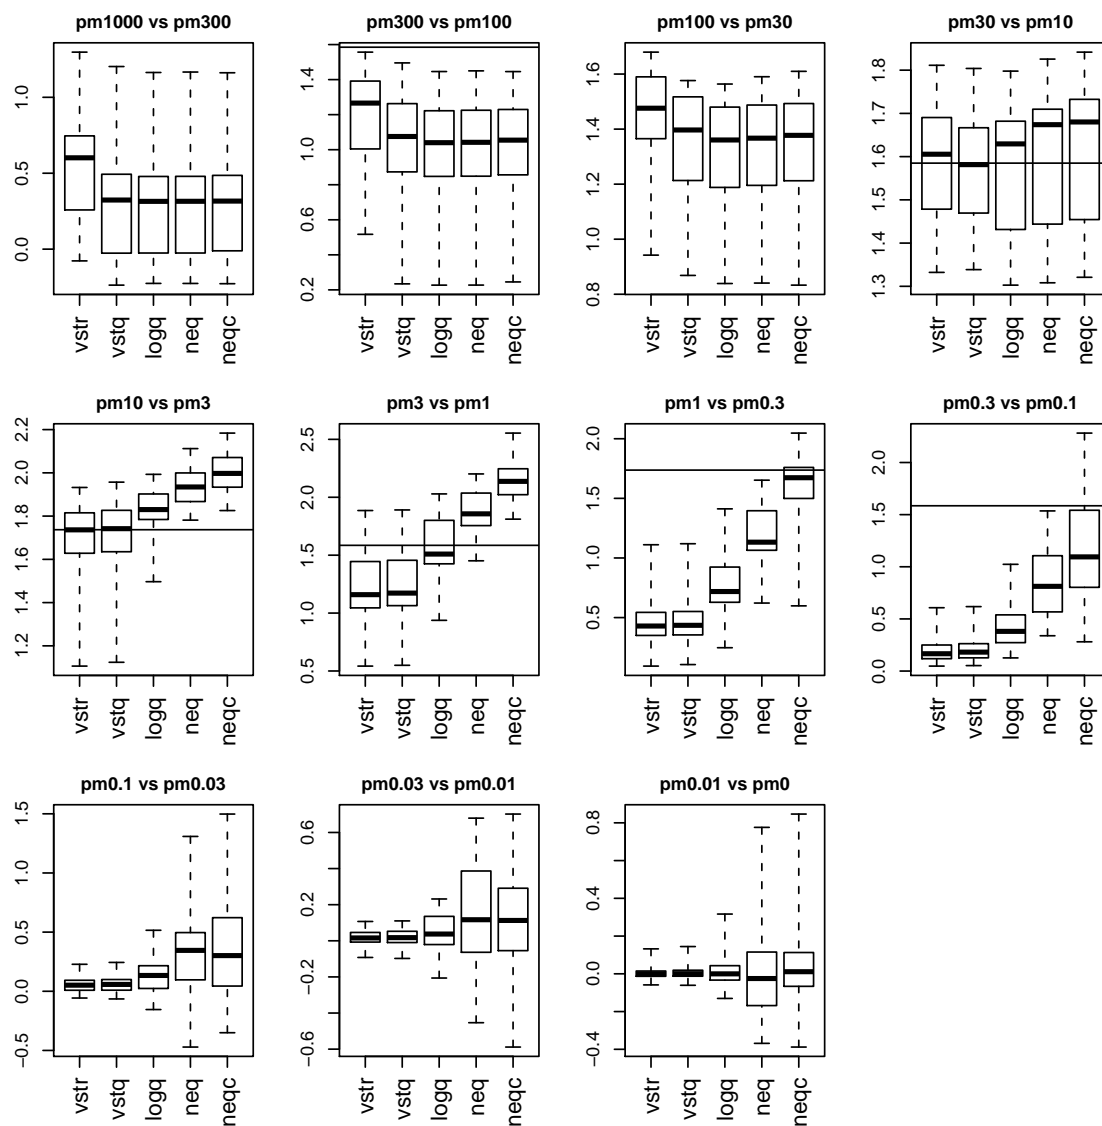 pm1000 vs pm300
0.0
0.5
1.0
vstr
vstq
logq
neq
neqc
pm300 vs pm100
0.2
0.6
1.0
1.4
vstr
vstq
logq
neq
neqc
pm100 vs pm30
0.8
1.0
1.2
1.4
1.6
vstr
vstq
logq
neq
neqc
pm30 vs pm10
1.3
1.4
1.5
1.6
1.7
1.8
vstr
vstq
logq
neq
neqc
pm10 vs pm3
1.2
1.4
1.6
1.8
2.0
2.2
vstr
vstq
logq
neq
neqc
pm3 vs pm1
0.5
1.0
1.5
2.0
2.5
vstr
vstq
logq
neq
neqc
pm1 vs pm0.3
0.5
1.0
1.5
2.0
vstr
vstq
logq
neq
neqc
pm0.3 vs pm0.1
0.0
0.5
1.0
1.5
2.0
vstr
vstq
logq
neq
neqc
pm0.1 vs pm0.03
−0.5
0.0
0.5
1.0
1.5
vstr
vstq
logq
neq
neqc
pm0.03 vs pm0.01
−0.6
−0.2
0.2
0.6
vstr
vstq
logq
neq
neqc
pm0.01 vs pm0
−0.4
0.0
0.4
0.8
vstr
vstq
logq
neq
neqc